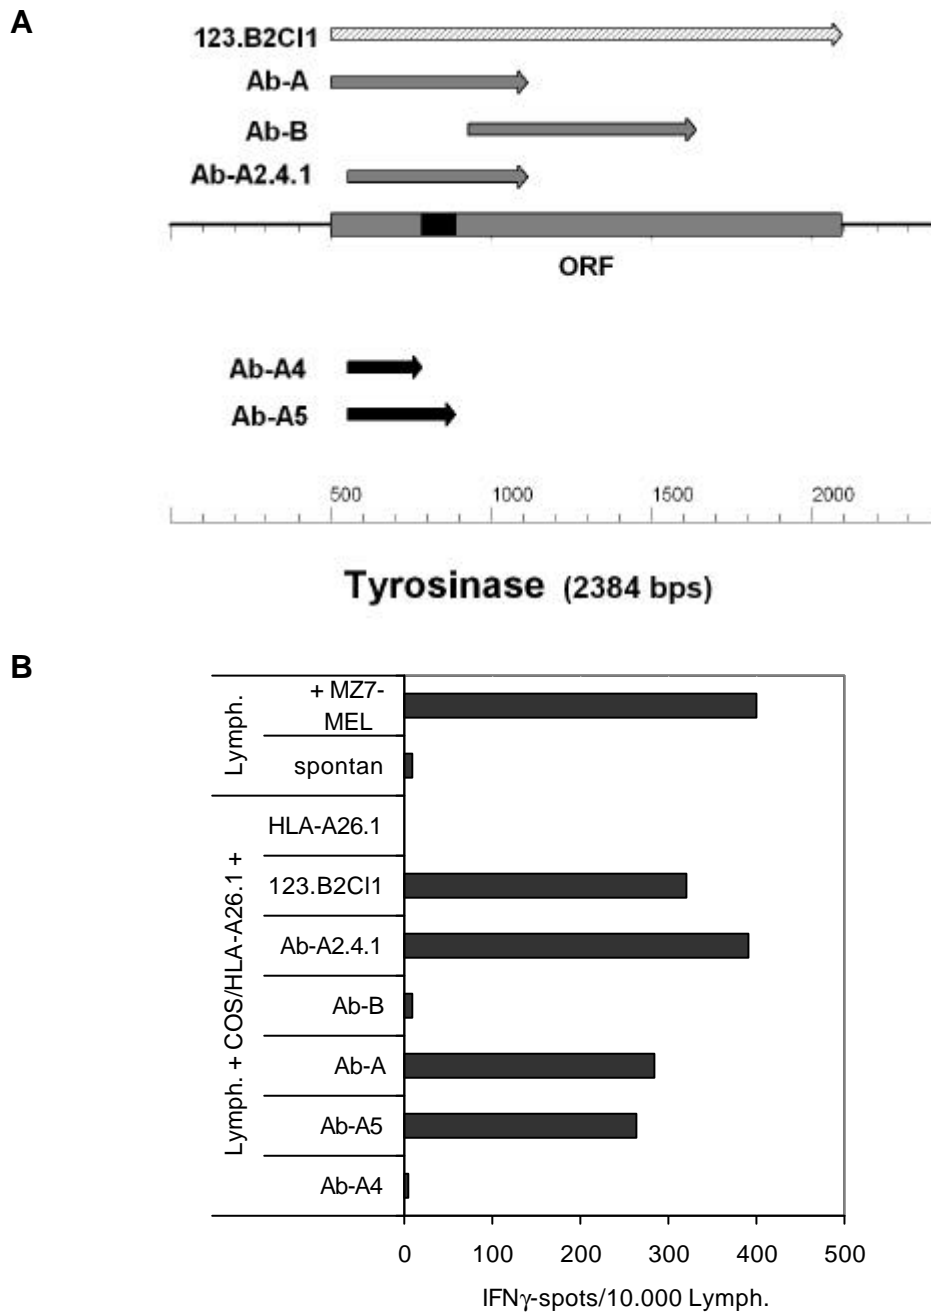 A
123.B2Cl1
Ab-A
Ab-B
Ab-A2.4.1
ORF
Ab-A4
Ab-A5
500 1000 1500 2000
Tyrosinase (2384 bps)
B
Lymph.
+ MZ7-
MEL
spontan
Lymph. + COS/HLA-A26.1 +
HLA-A26.1
123.B2Cl1
Ab-A2.4.1
Ab-B
Ab-A
Ab-A5
Ab-A4
0 100 200 300 400 500
IFNγ-spots/10.000 Lymph.